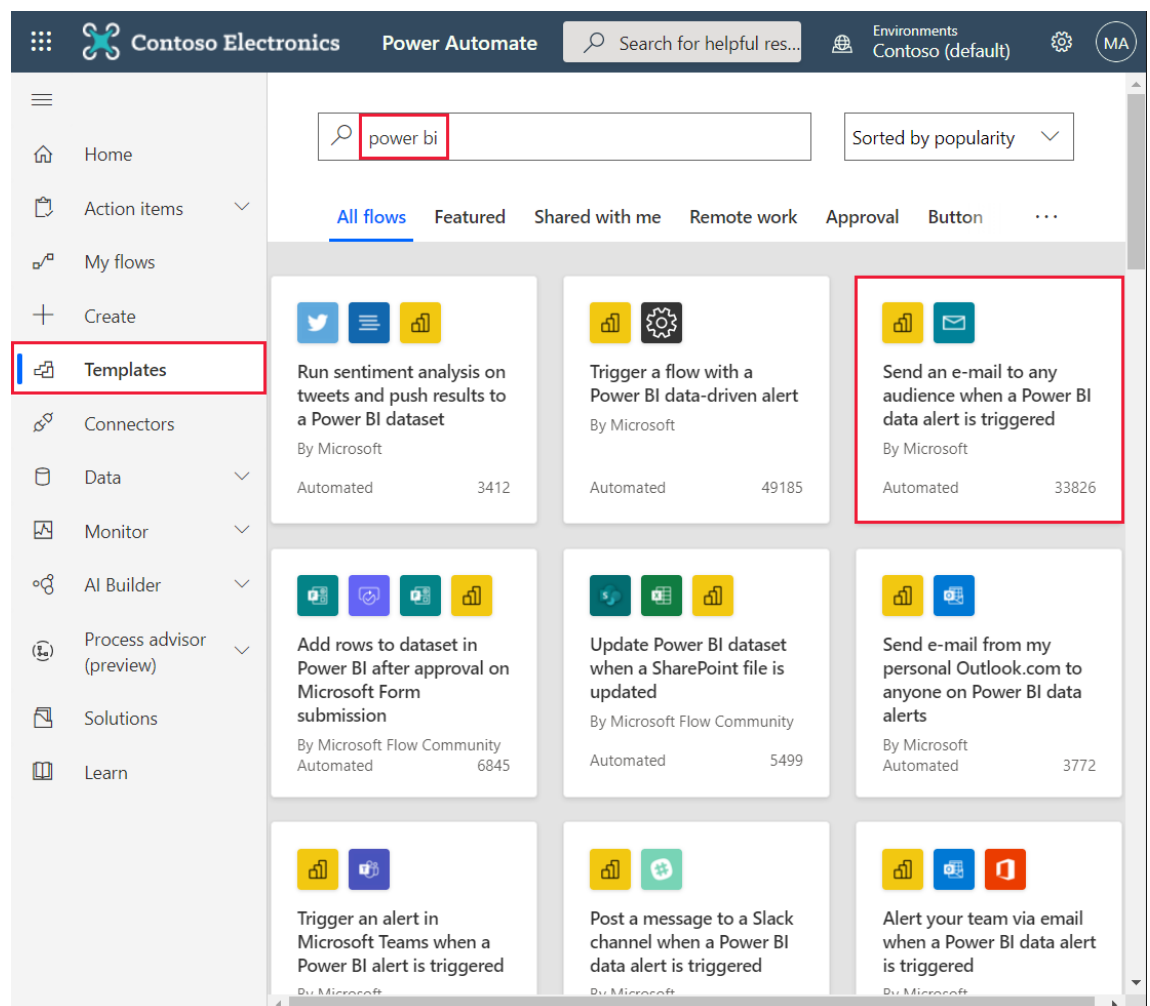 Contoso Electronics
Power Automate
Search for helpful res...
Environments
Contoso (default)
MA
Home
Action items
My flows
Create
Templates
Connectors
Data
Monitor
AI Builder
Process advisor
(preview)
Solutions
Learn
power bi
Sorted by popularity
All flows
Featured
Shared with me
Remote work
Approval
Button
...
Run sentiment analysis on
tweets and push results to
a Power BI dataset
By Microsoft
Automated 3412
Trigger a flow with a
Power BI data-driven alert
By Microsoft
Automated 49185
Send an e-mail to any
audience when a Power BI
data alert is triggered
By Microsoft
Automated 33826
Add rows to dataset in
Power BI after approval on
Microsoft Form
submission
By Microsoft Flow Community
Automated 6845
Update Power BI dataset
when a SharePoint file is
updated
By Microsoft Flow Community
Automated 5499
Send e-mail from my
personal Outlook.com to
anyone on Power BI data
alerts
By Microsoft
Automated 3772
Trigger an alert in
Microsoft Teams when a
Power BI alert is triggered
By Microsoft
Post a message to a Slack
channel when a Power BI
data alert is triggered
By Microsoft
Alert your team via email
when a Power BI data alert
is triggered
By Microsoft